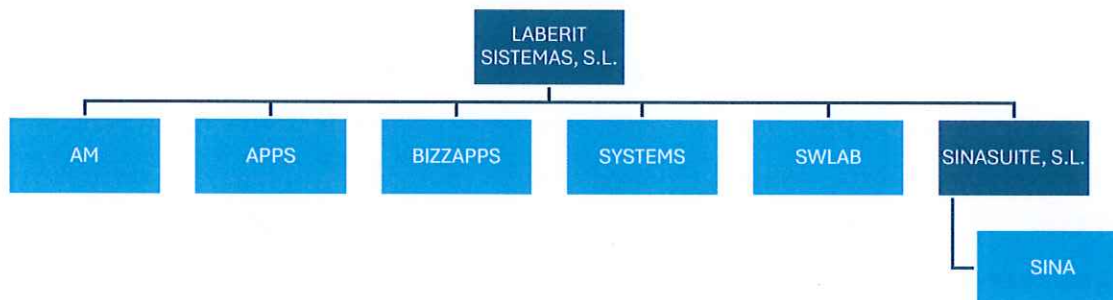 LABERIT
SISTEMAS, S.L.
AM
APPS
BIZZAPPS
SYSTEMS
SWLAB
SINASUITE, S.L.
SINA